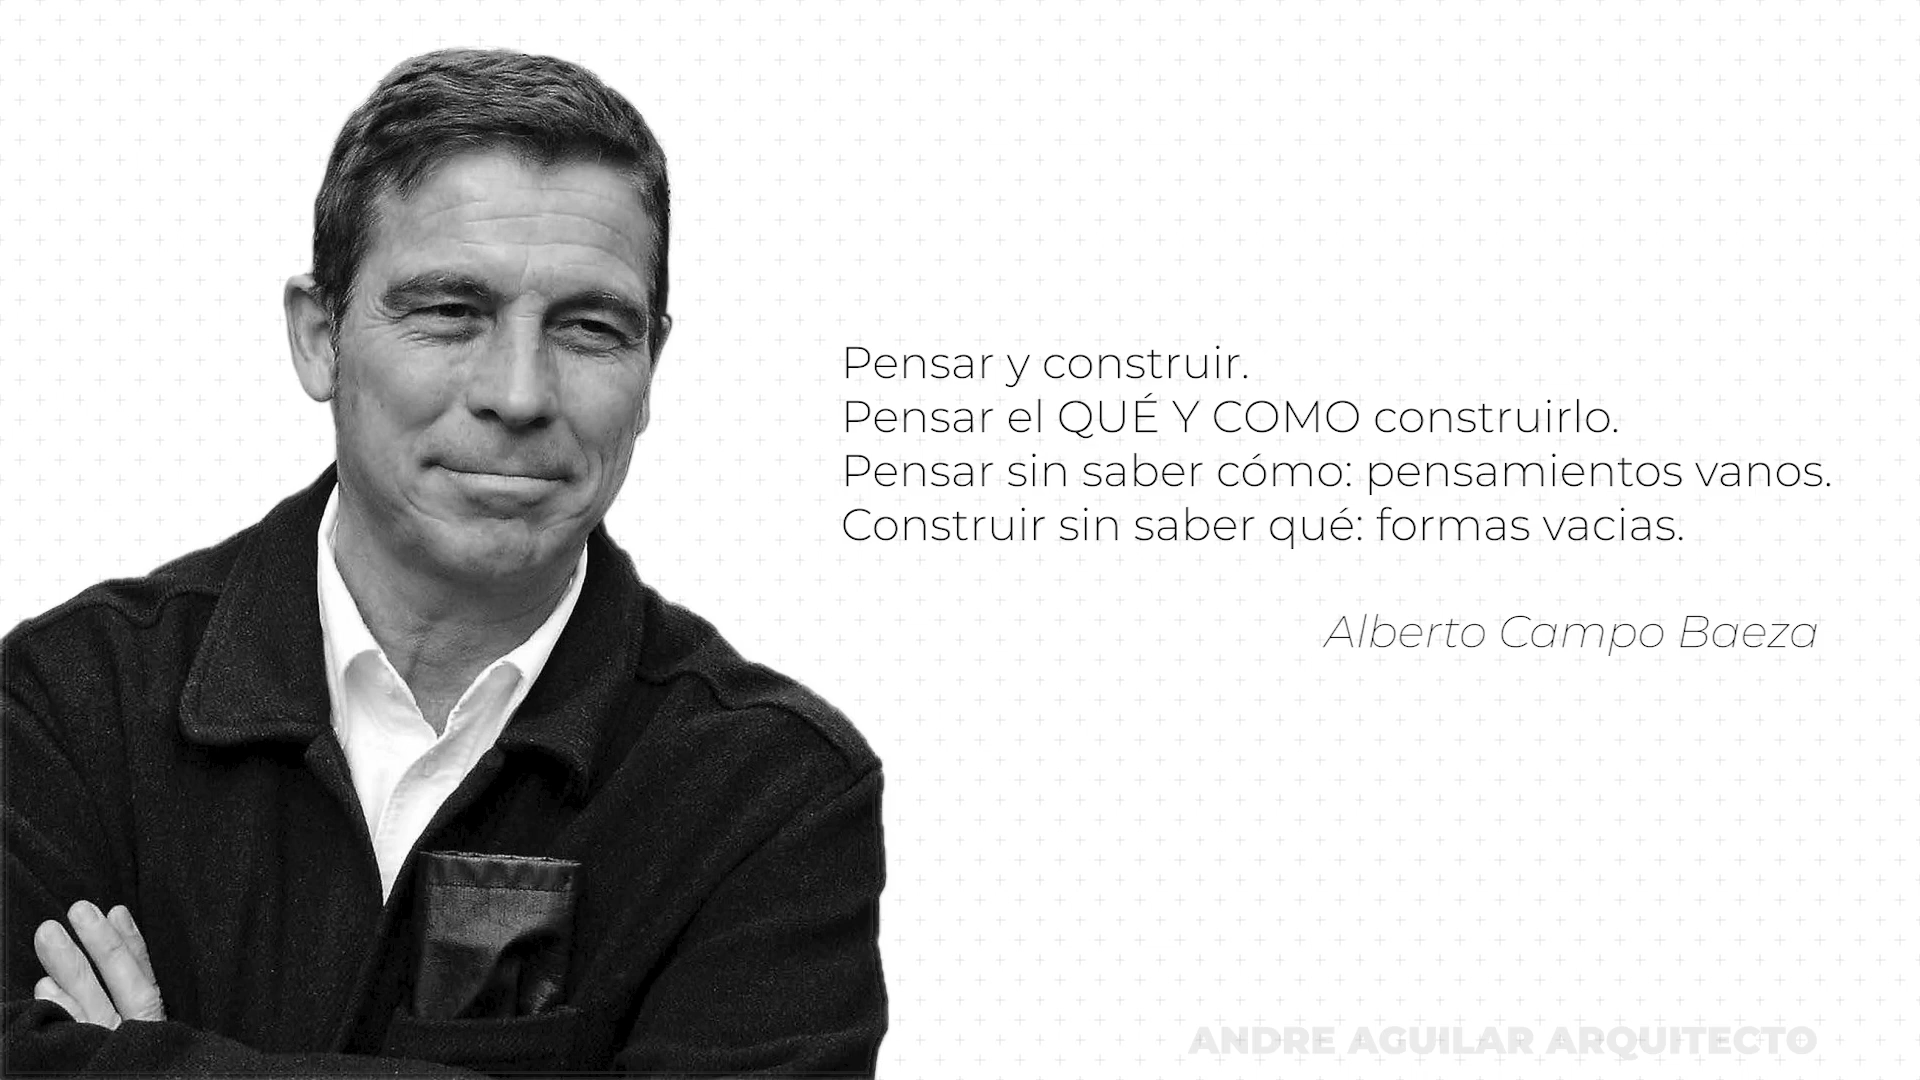 Pensar y construir.
Pensar el QUÉ Y COMO construirlo.
Pensar sin saber cómo: pensamientos vanos.
Construir sin saber qué: formas vacias.
Alberto Campo Baeza
ANDRE AGUILAR ARQUITECTO